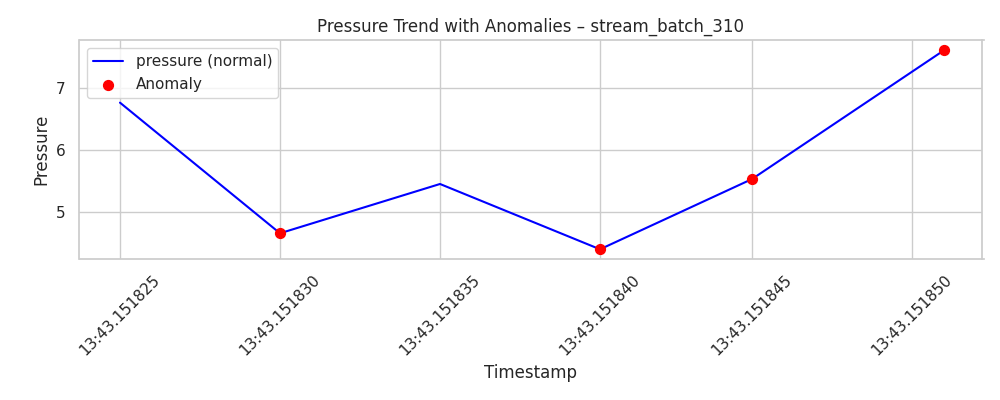 Pressure Trend with Anomalies – stream_batch_310
pressure (normal)
Anomaly
Pressure
7
6
5
13:43.151825
13:43.151830
13:43.151835
13:43.151840
13:43.151845
13:43.151850
Timestamp